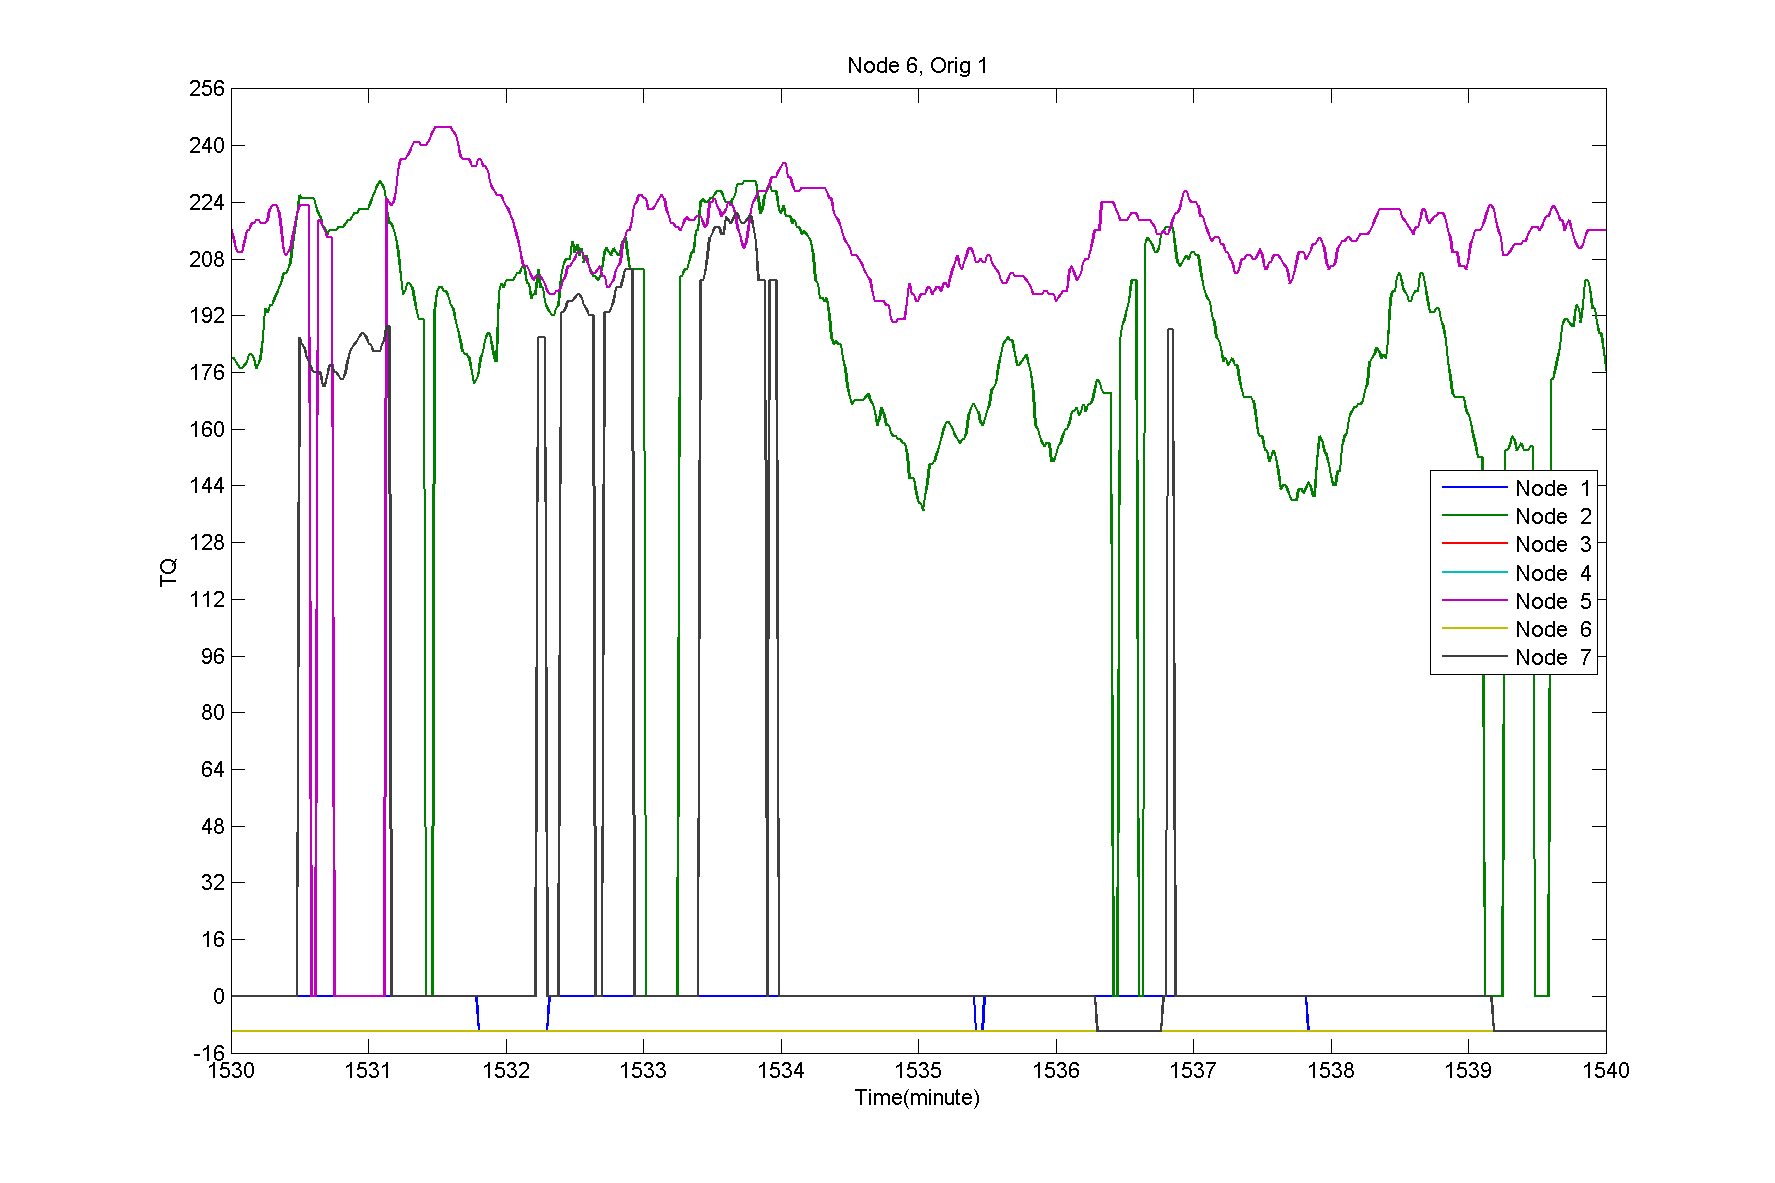 Node 6, Orig 1
256
240
224
208
192
176
160
144
128
112
96
80
64
48
32
16
0
-16
TQ
Node 1
Node 2
Node 3
Node 4
Node 5
Node 6
Node 7
1530 1531 1532 1533 1534 1535 1536 1537 1538 1539 1540
Time(minute)